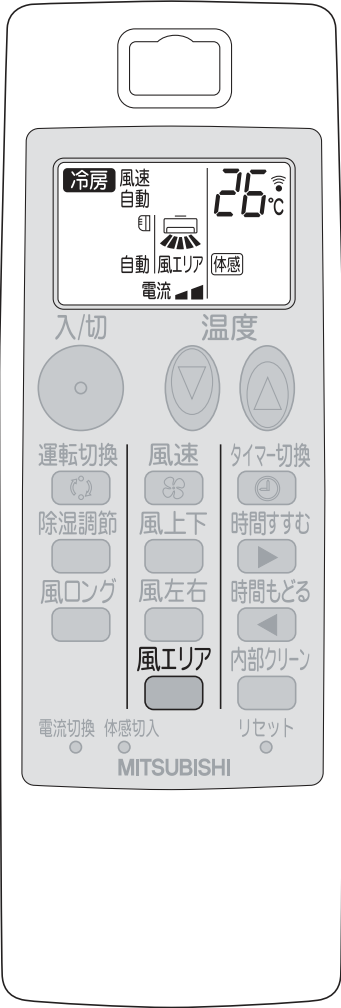 冷房 風速 26℃
自動
自動 風エリア 体感
電流
入/切 温度
運転切換 風速 タイマー切換
除湿調節 風上下 時間すすむ
風ロング 風左右 時間もどる
風エリア 内部クリーン
電流切換 体感切入 リセット
MITSUBISHI